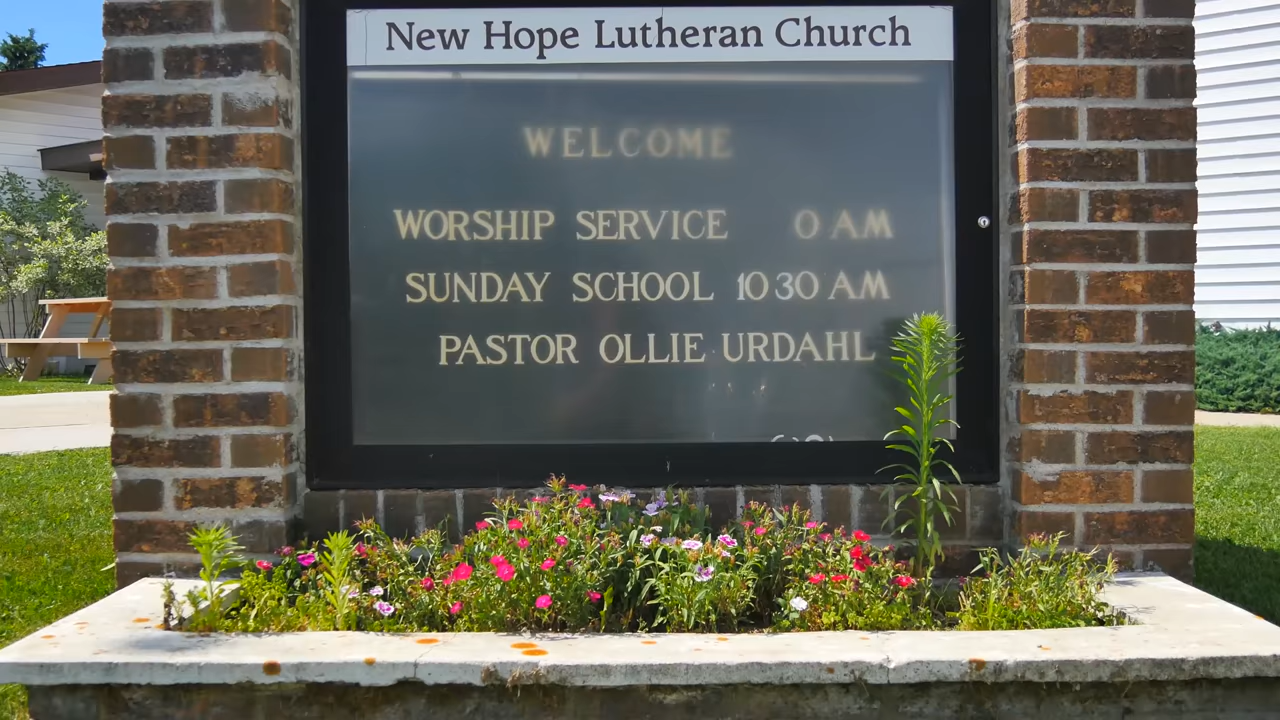 New Hope Lutheran Church
WELCOME
WORSHIP SERVICE 0 AM
SUNDAY SCHOOL 10 30 AM
PASTOR OLLIE URDAHL